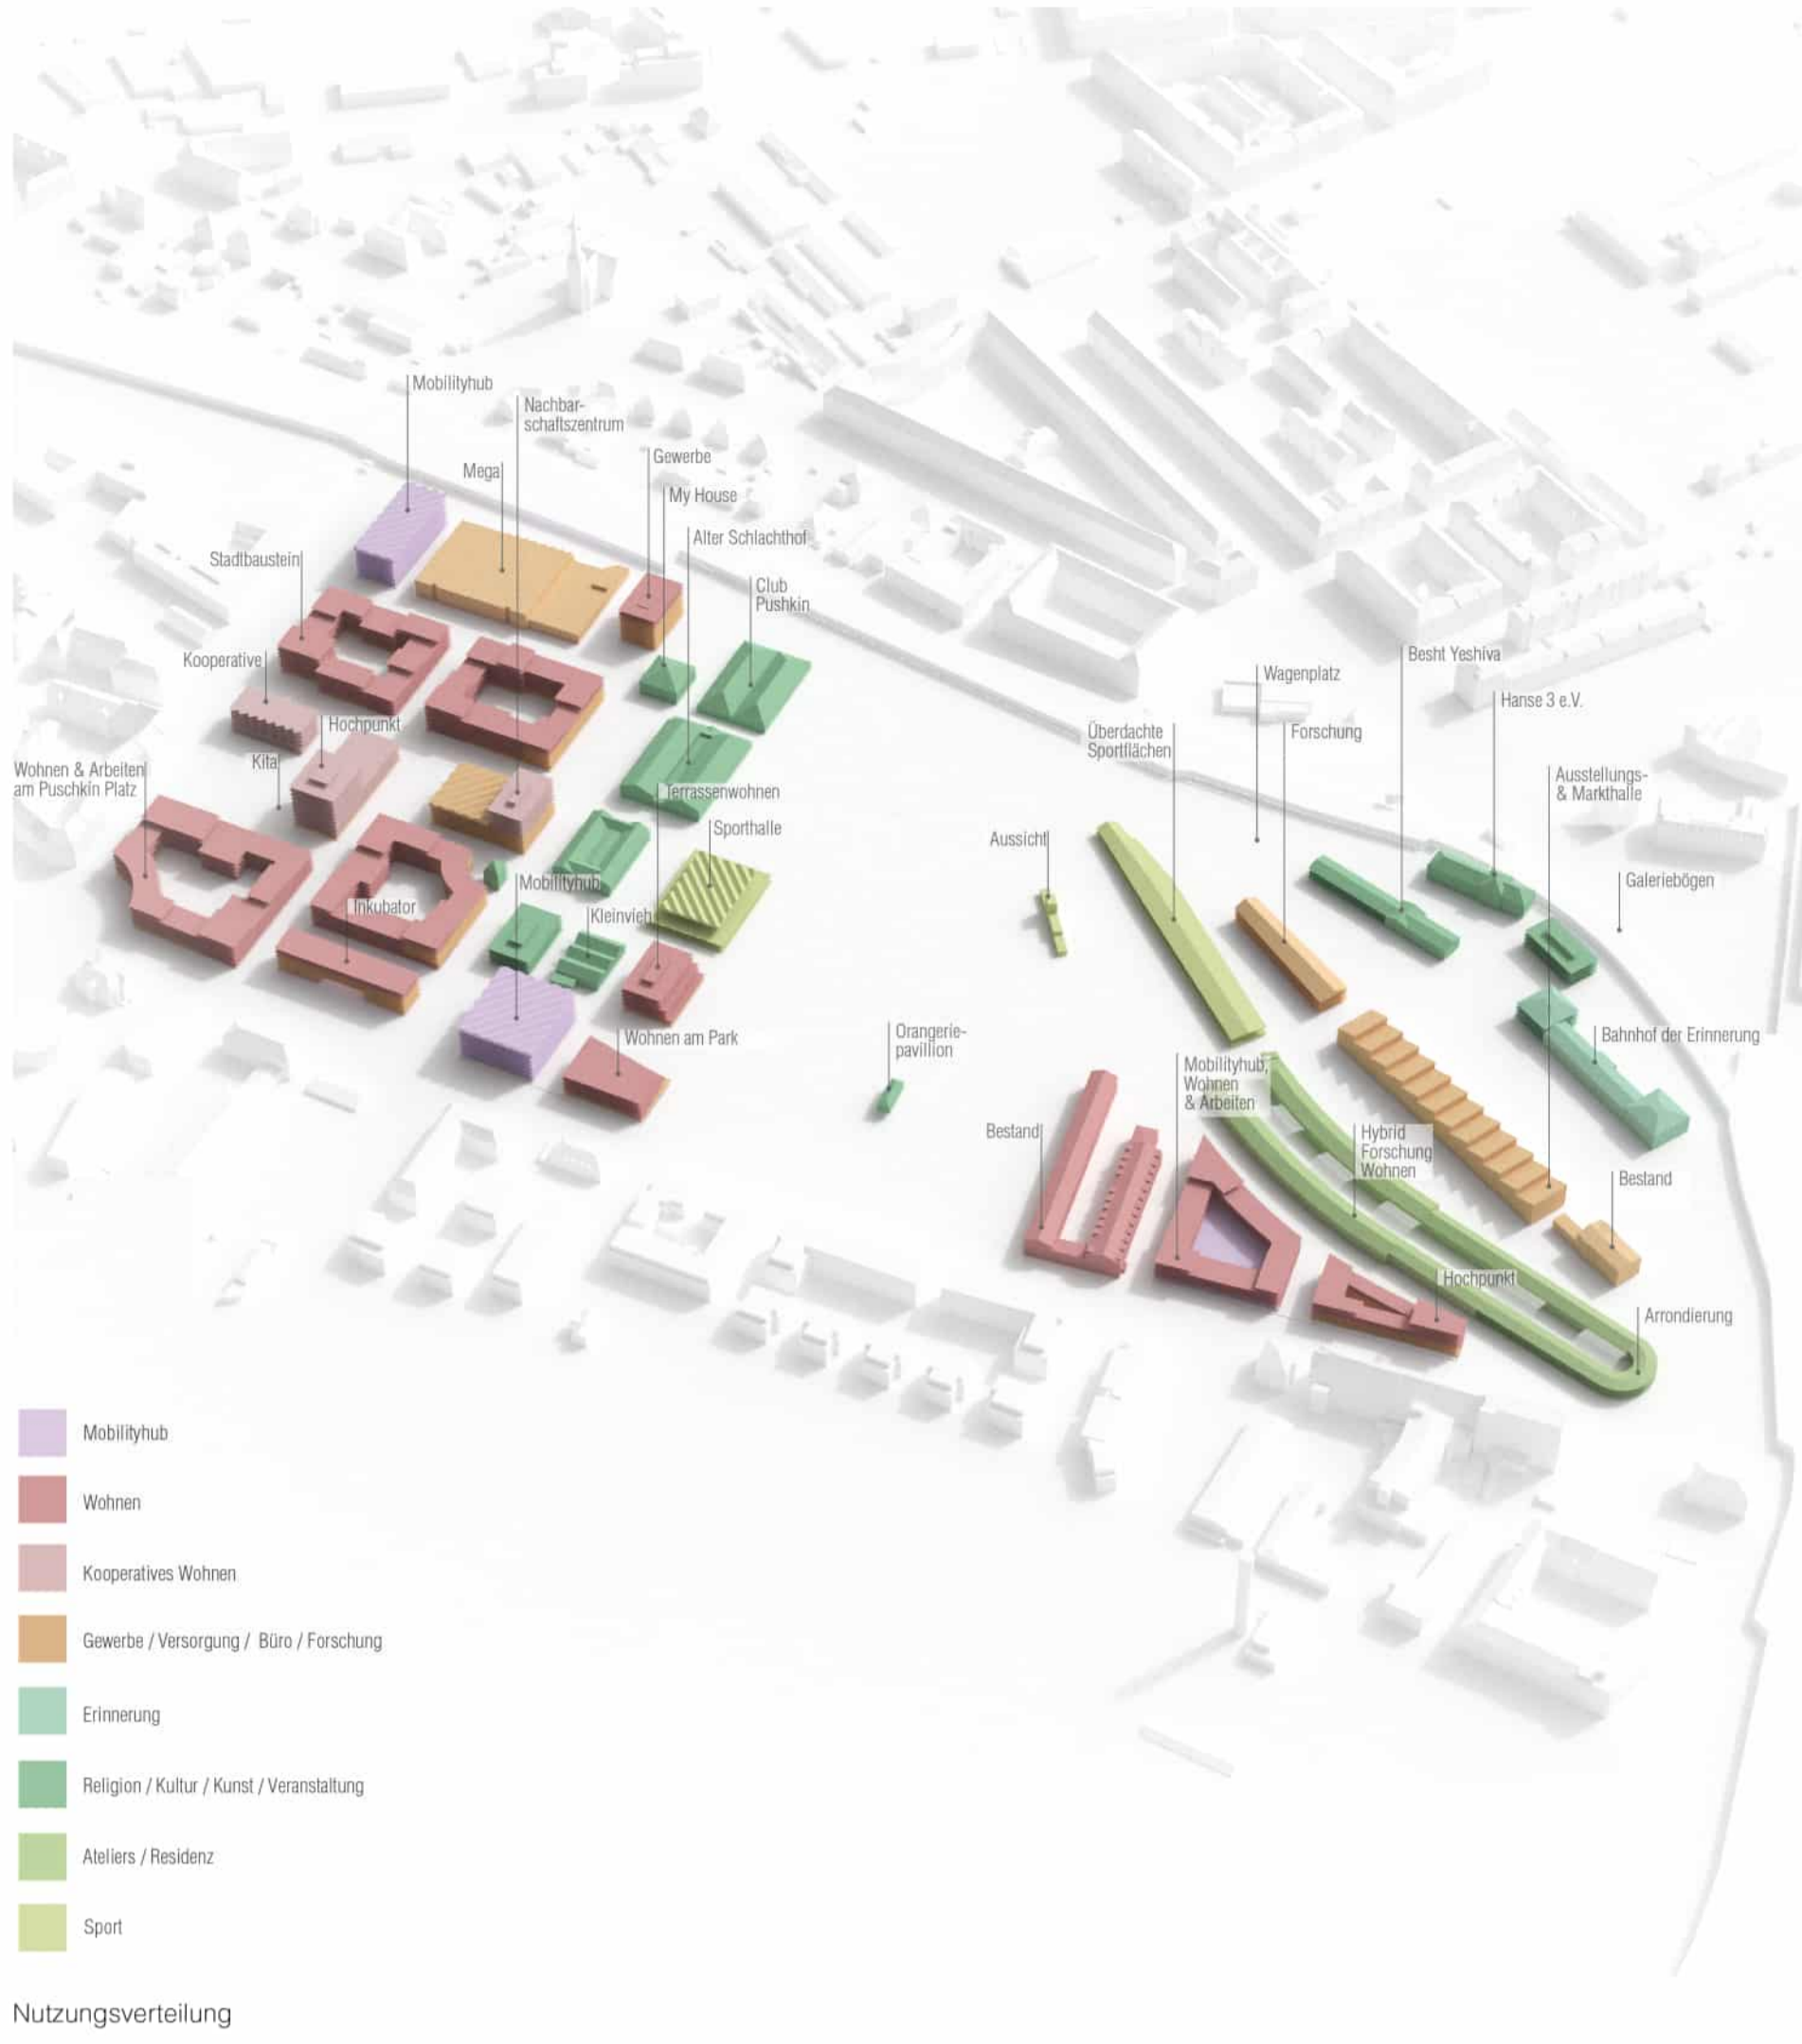 Mobilityhub
Nachbar-
schaftszentrum
Mega
Gewerbe
My House
Alter Schlachthof
Club
Pushkin
Stadtbaustein
Kooperative
Hochpunkt
Kita
Wohnen & Arbeiten
am Puschkin Platz
Terrassenwohnen
Sporthalle
Mobilityhub
Inkubator
Kleinvieh
Wohnen am Park
Orangerie-
pavillion
Aussicht
Überdachte
Sportflächen
Wagenplatz
Forschung
Besht Yeshiva
Hanse 3 e.V.
Ausstellungs-
& Markthalle
Galeriebögen
Bahnhof der Erinnerung
Mobilityhub,
Wohnen
& Arbeiten
Bestand
Hybrid
Forschung
Wohnen
Bestand
Hochpunkt
Arrondierung
Mobilityhub
Wohnen
Kooperatives Wohnen
Gewerbe / Versorgung / Büro / Forschung
Erinnerung
Religion / Kultur / Kunst / Veranstaltung
Ateliers / Residenz
Sport
Nutzungsverteilung